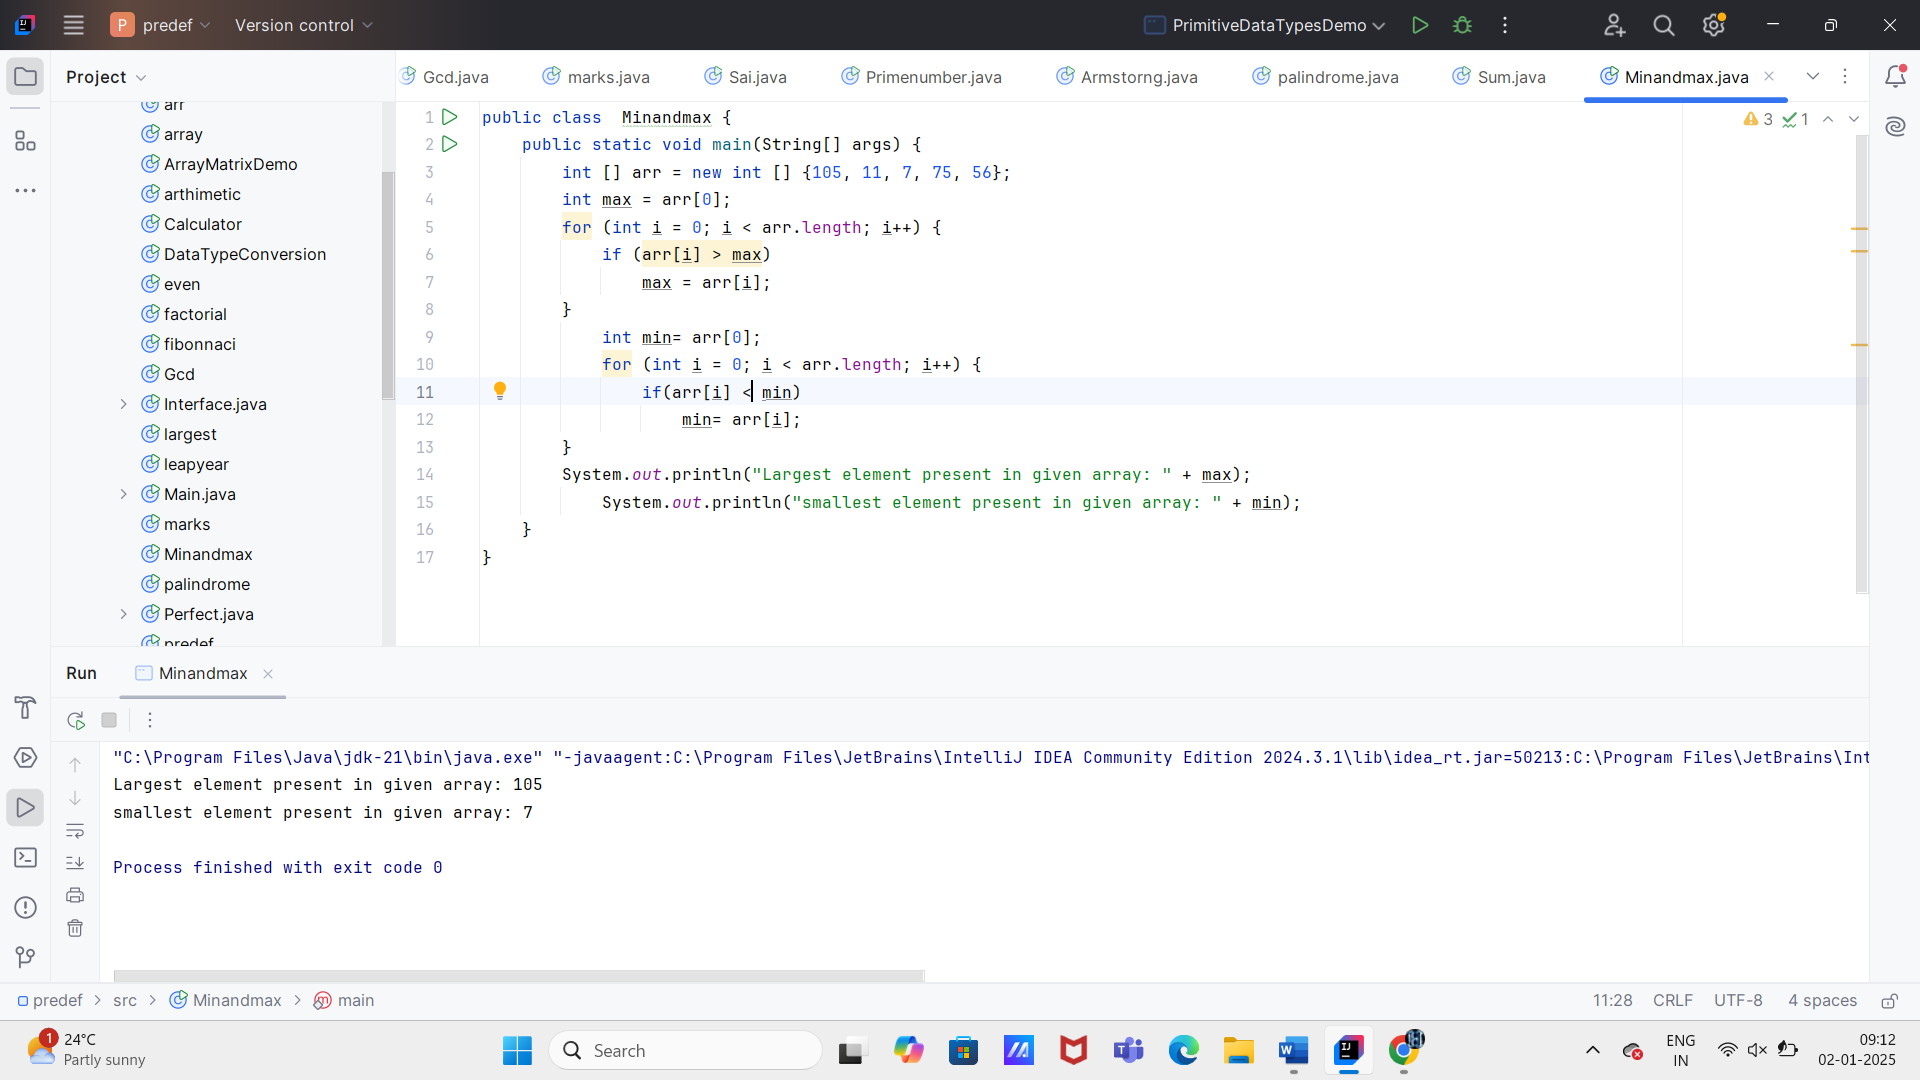 P predef Version control PrimitiveDataTypesDemo
Project
Gcd.java marks.java Sai.java Primenumber.java Armstorng.java palindrome.java Sum.java Minandmax.java
arr
array
ArrayMatrixDemo
arthimetic
Calculator
DataTypeConversion
even
factorial
fibonnaci
Gcd
Interface.java
largest
leapyear
Main.java
marks
Minandmax
palindrome
Perfect.java
predef
3 1
1 public class  Minandmax {
2     public static void main(String[] args) {
3         int [] arr = new int [] {105, 11, 7, 75, 56};
4         int max = arr[0];
5         for (int i = 0; i < arr.length; i++) {
6             if (arr[i] > max)
7                 max = arr[i];
8         }
9             int min= arr[0];
10             for (int i = 0; i < arr.length; i++) {
11                 if(arr[i] < min)
12                     min= arr[i];
13         }
14         System.out.println("Largest element present in given array: " + max);
15             System.out.println("smallest element present in given array: " + min);
16     }
17 }
Run Minandmax
"C:\Program Files\Java\jdk-21\bin\java.exe" "-javaagent:C:\Program Files\JetBrains\IntelliJ IDEA Community Edition 2024.3.1\lib\idea_rt.jar=50213:C:\Program Files\JetBrains\Int
Largest element present in given array: 105
smallest element present in given array: 7
Process finished with exit code 0
predef > src > Minandmax > main 11:28 CRLF UTF-8 4 spaces
1 24°C
Partly sunny
Search
ENG
IN
09:12
02-01-2025